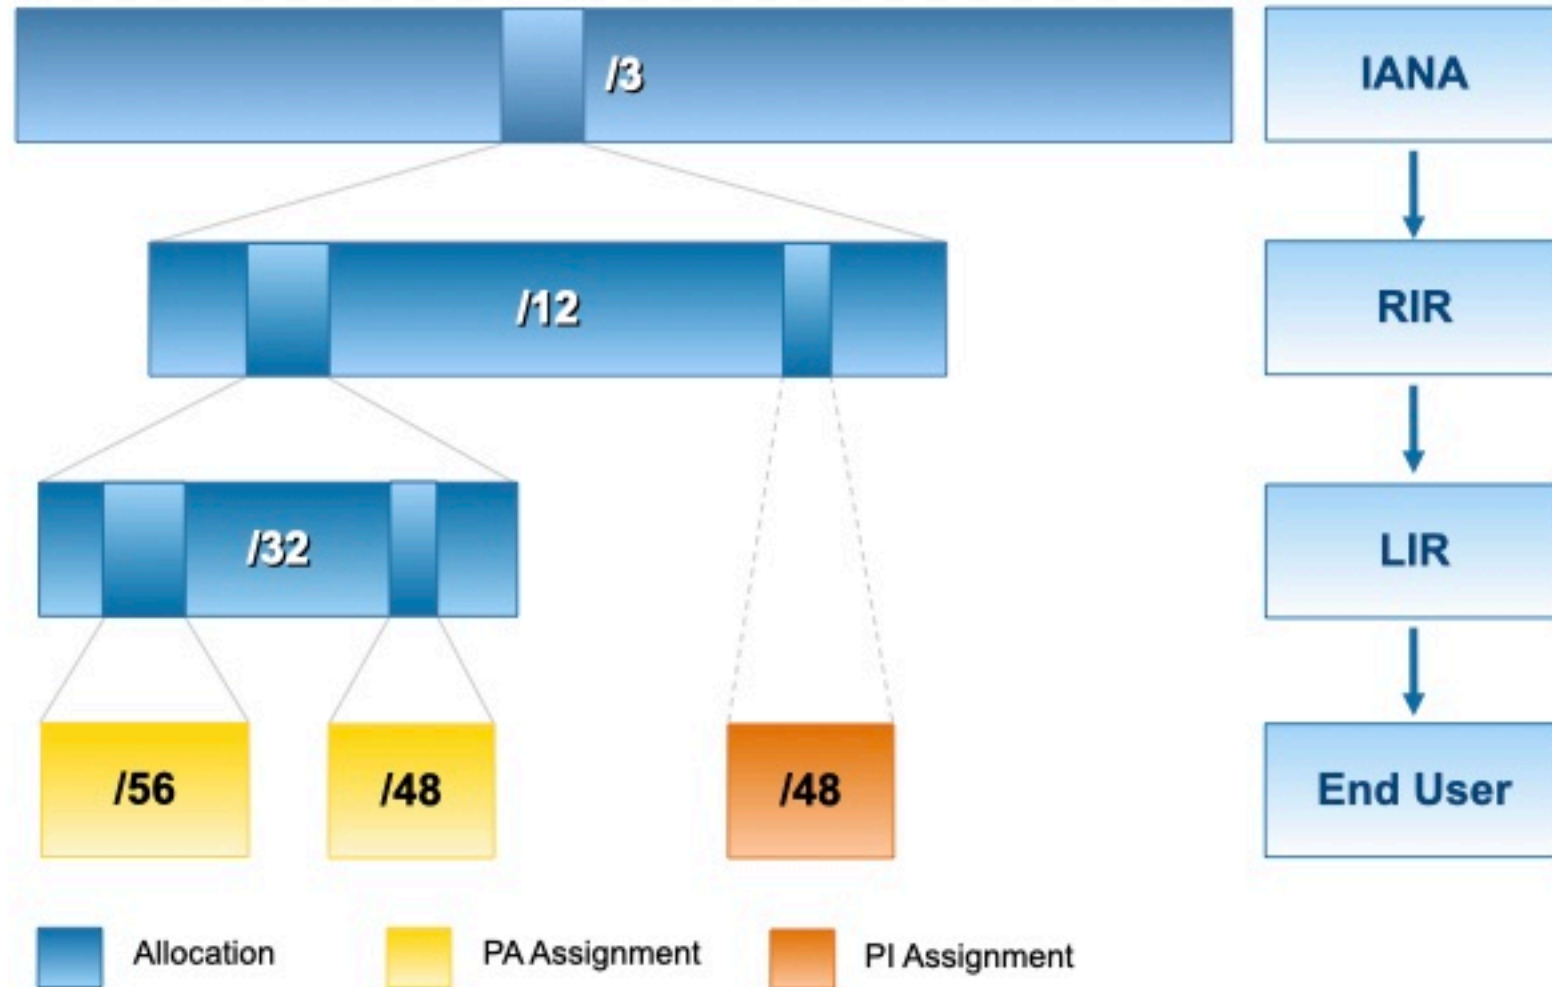 /3
IANA
/12
RIR
/32
LIR
/56
/48
/48
End User
Allocation
PA Assignment
PI Assignment